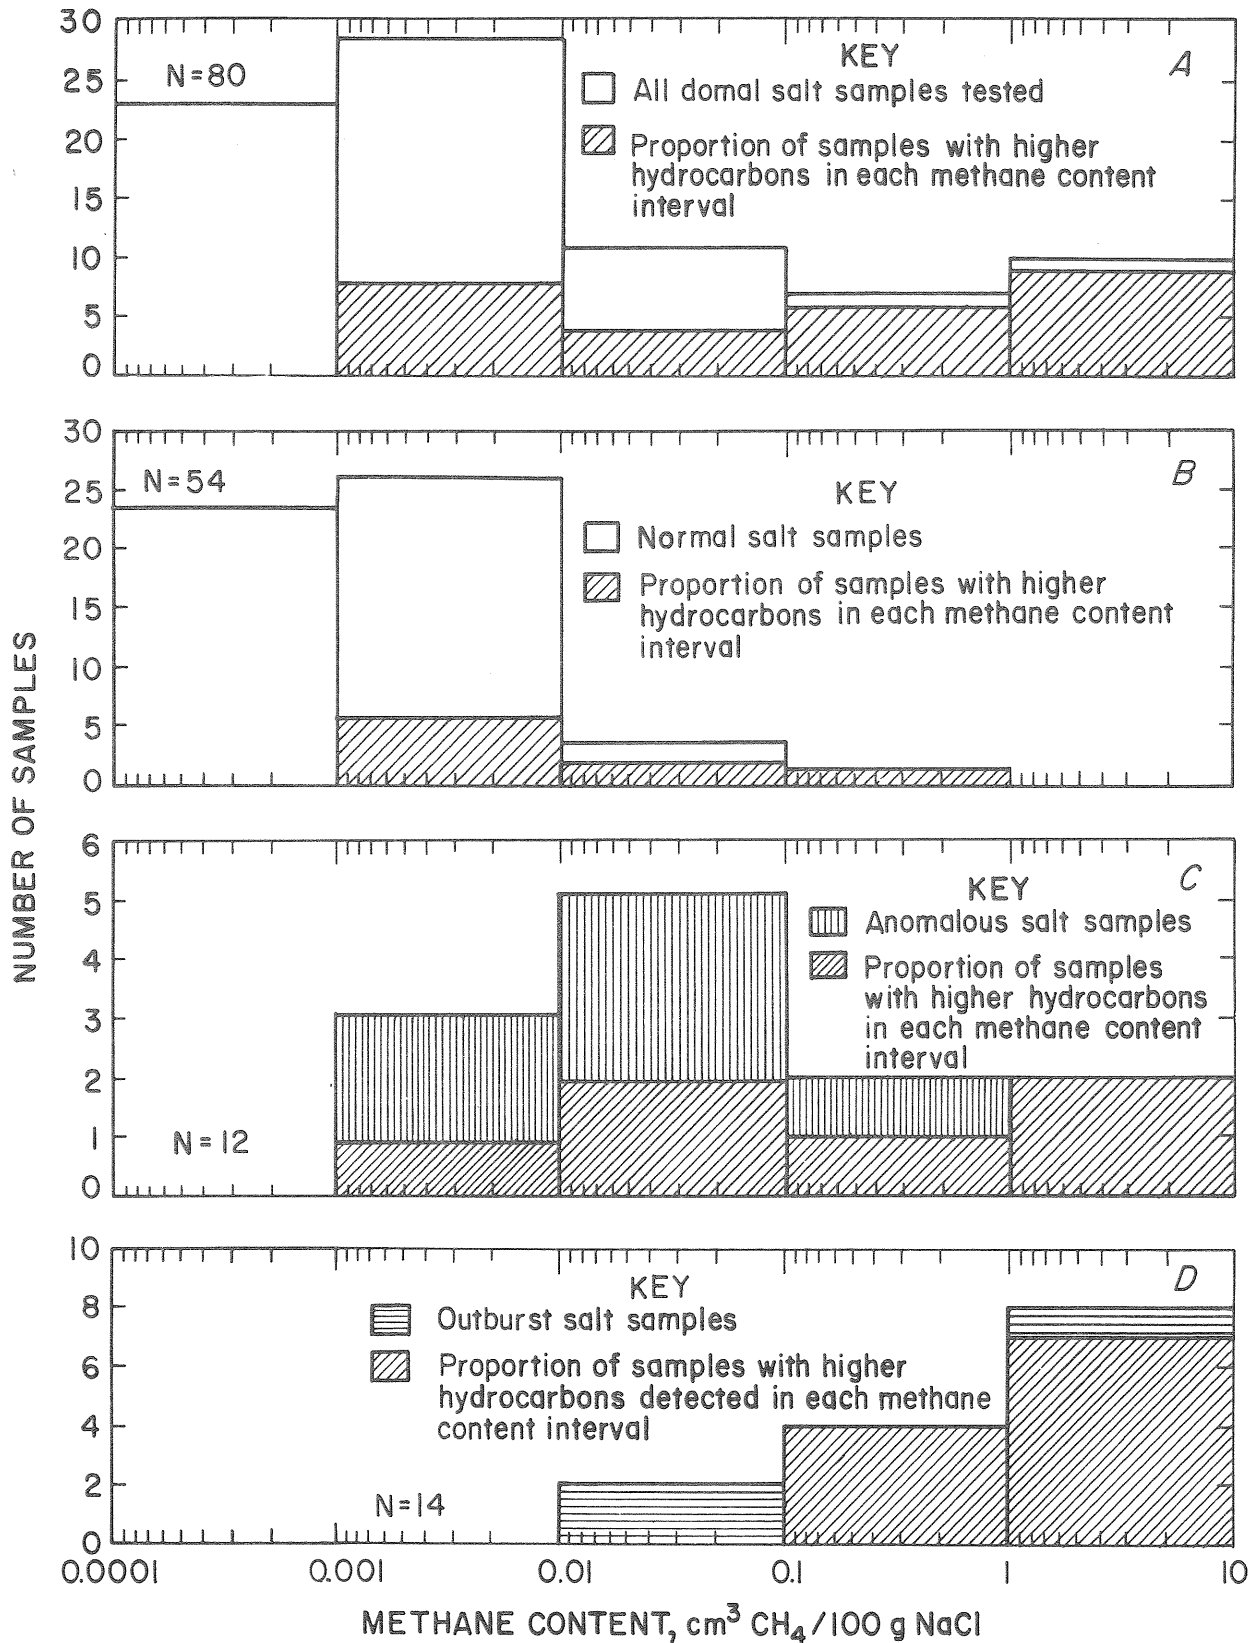 NUMBER OF SAMPLES
30
25
20
15
10
5
0
N=80
KEY
A
All domal salt samples tested
Proportion of samples with higher
hydrocarbons in each methane content
interval
30
25
20
15
10
5
0
N=54
KEY
B
Normal salt samples
Proportion of samples with higher
hydrocarbons in each methane content
interval
6
5
4
3
2
1
0
N=12
KEY
C
Anomalous salt samples
Proportion of samples
with higher hydrocarbons
in each methane content
interval
10
8
6
4
2
0
N=14
KEY
D
Outburst salt samples
Proportion of samples with higher
hydrocarbons detected in each methane
content interval
0.0001 0.001 0.01 0.1 1 10
METHANE CONTENT, cm³ CH₄/100 g NaCl